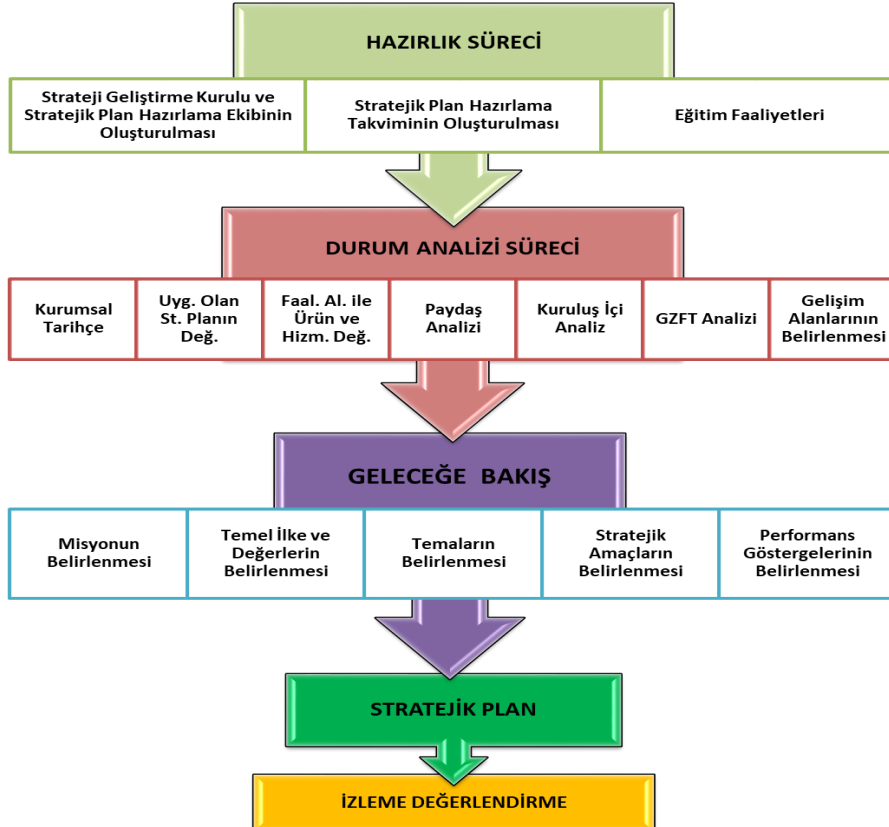 HAZIRLIK SÜRECİ
Strateji Geliştirme Kurulu ve
Stratejik Plan Hazırlama Ekibinin
Oluşturulması
Stratejik Plan Hazırlama
Takviminin Oluşturulması
Eğitim Faaliyetleri
DURUM ANALİZİ SÜRECİ
Kurumsal
Tarihçe
Uyg. Olan
St. Planın
Değ.
Faal. Al. ile
Ürün ve
Hizm. Değ.
Paydaş
Analizi
Kuruluş İçi
Analiz
GZFT Analizi
Gelişim
Alanlarının
Belirlenmesi
GELECEĞE BAKIŞ
Misyonun
Belirlenmesi
Temel İlke ve
Değerlerin
Belirlenmesi
Temaların
Belirlenmesi
Stratejik
Amaçların
Belirlenmesi
Performans
Göstergelerinin
Belirlenmesi
STRATEJİK PLAN
İZLEME DEĞERLENDİRME